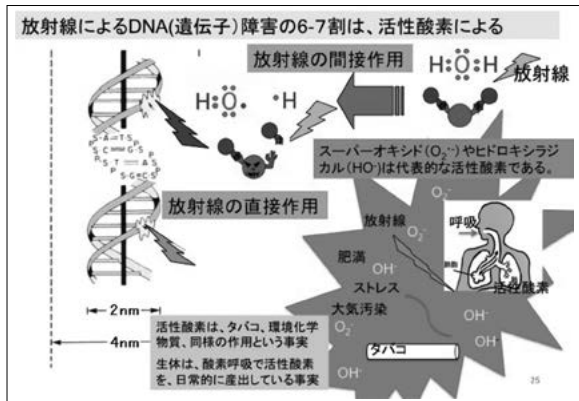 放射線によるDNA(遺伝子)障害の6-7割は、活性酸素による
放射線の間接作用
H:O. ·H
H:O:H
放射線
S-A=T-S
S-C≡G-S
S-T=A-S
S-G≡C-S
スーパーオキシド(O₂⁻·)やヒドロキシラジ
カル(HO·)は代表的な活性酸素である。
放射線の直接作用
放射線
O₂⁻
O₂⁻
呼吸
肥満
OH·
ストレス
活性酸素
大気汚染
O₂⁻
OH·
OH·
タバコ
OH·
OH·
2nm
4nm
活性酸素は、タバコ、環境化学
物質、同様の作用という事実
生体は、酸素呼吸で活性酸素
を、日常的に産出している事実
25